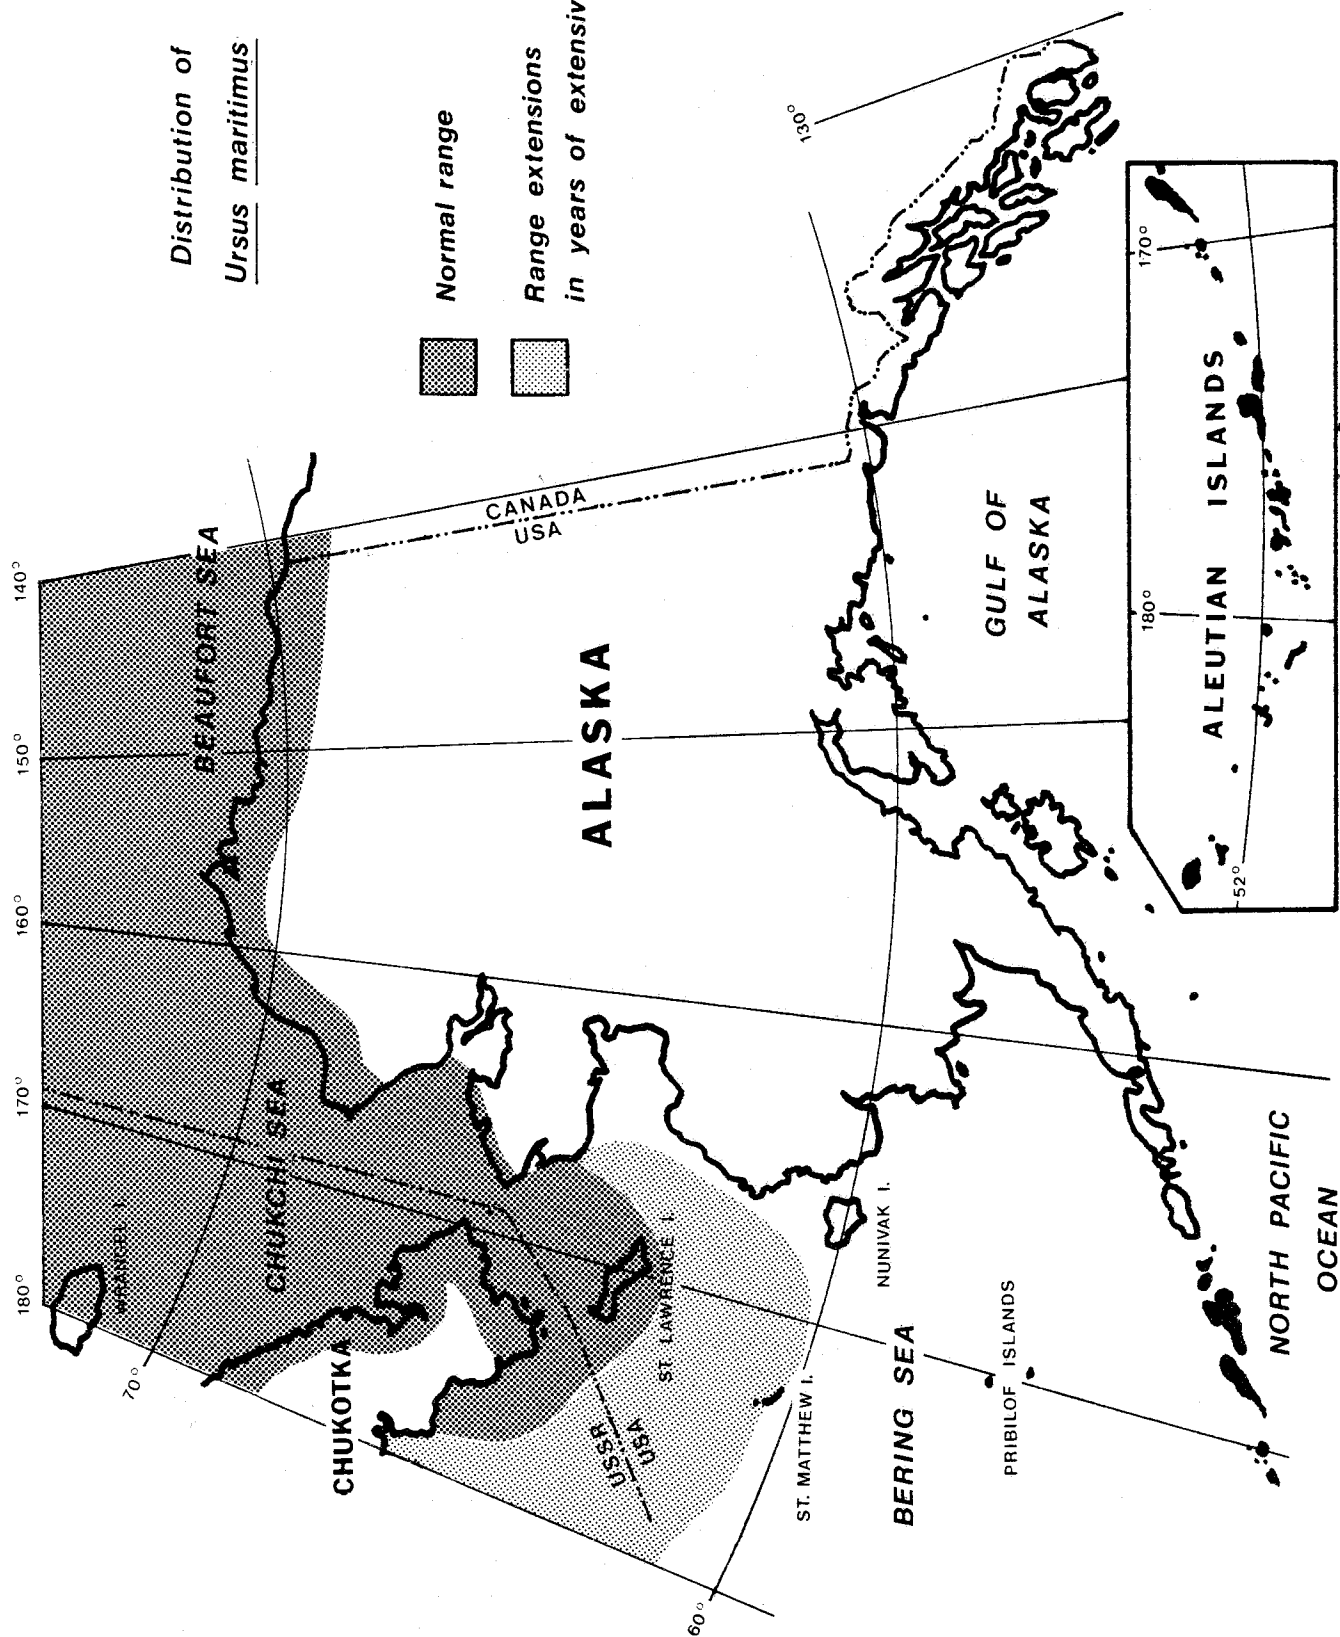 Distribution of
Ursus maritimus
Normal range
Range extensions
in years of
130°
140°
150°
160°
170°
180°
70°
60°
BEAUFORT SEA
CHUKCHI SEA
WRANGEL I.
CHUKOTKA
CANADA
USA
ALASKA
USSR
USA
ST. LAWRENCE I.
ST. MATTHEW I.
NUNIVAK I.
BERING SEA
PRIBILOF ISLANDS
GULF OF
ALASKA
NORTH PACIFIC
OCEAN
ALEUTIAN ISLANDS
170°
180°
52°